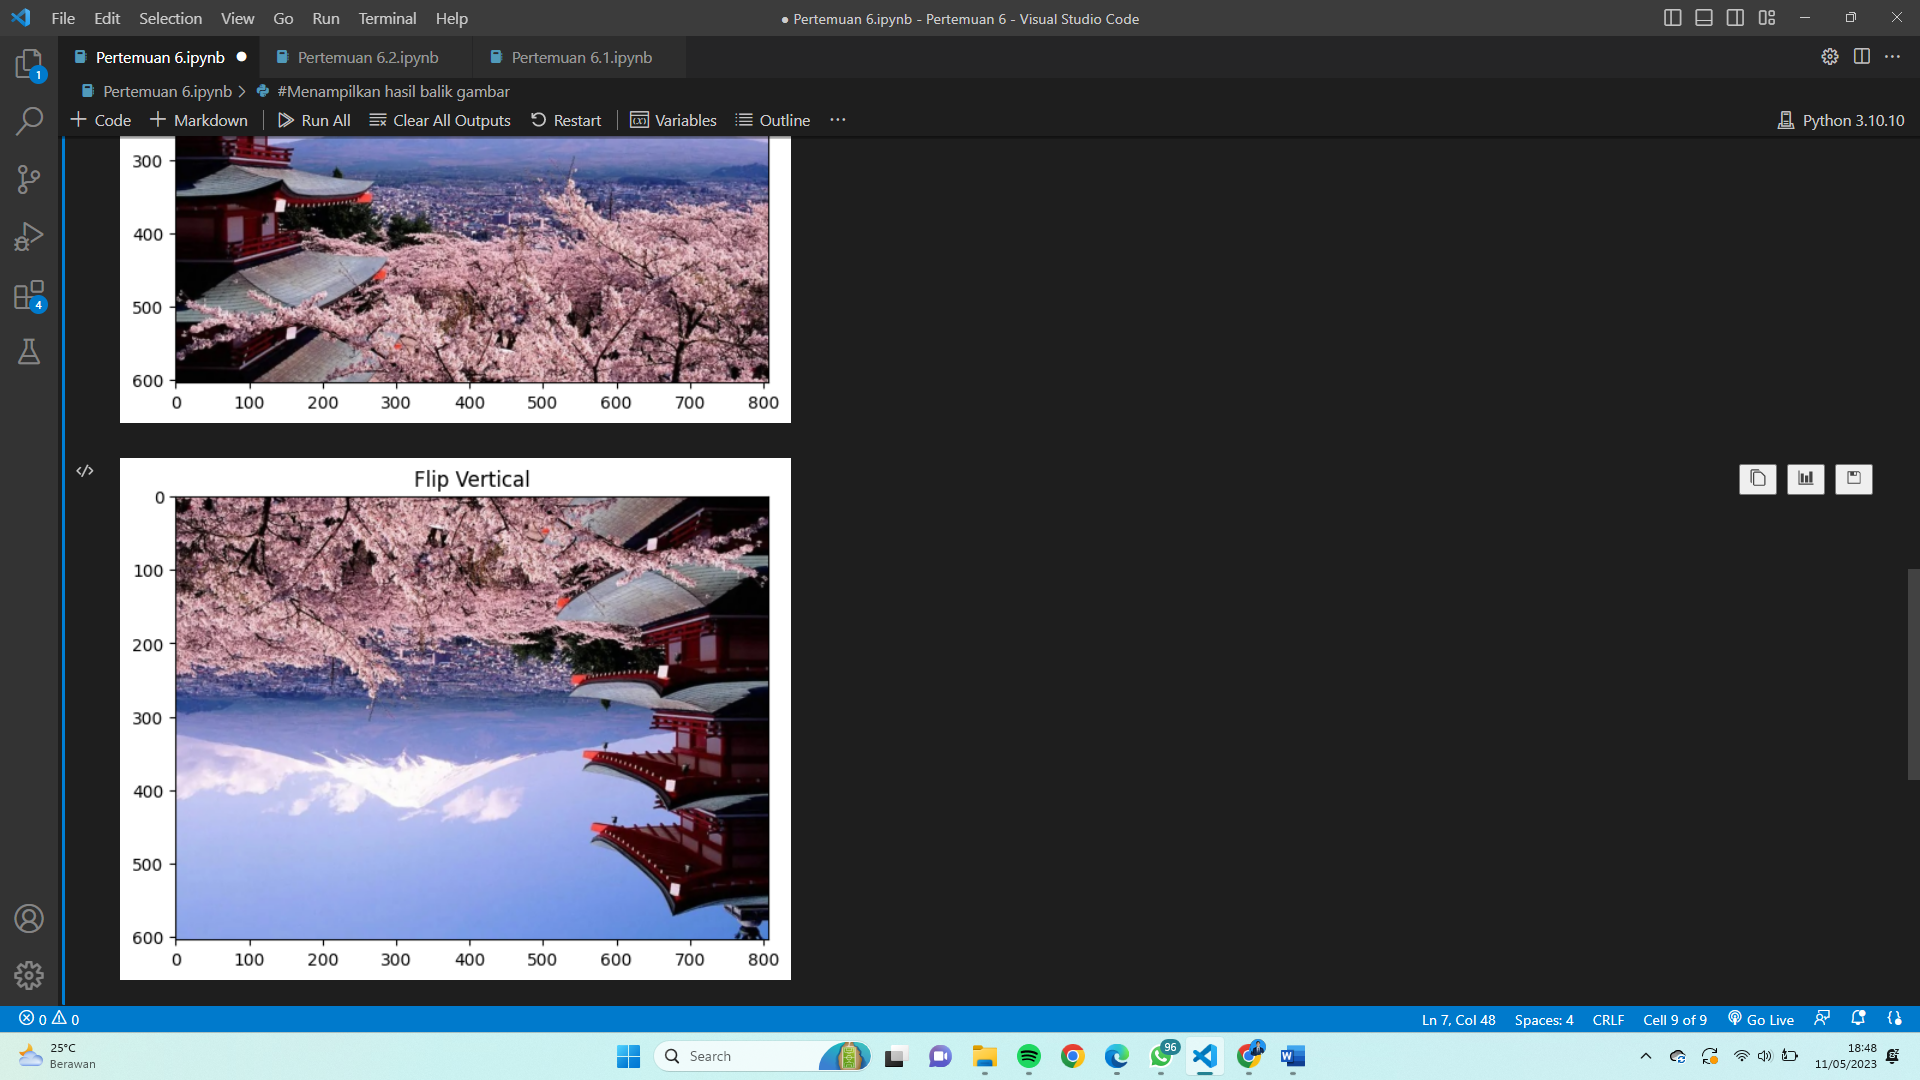 File Edit Selection View Go Run Terminal Help
● Pertemuan 6.ipynb - Pertemuan 6 - Visual Studio Code
Pertemuan 6.ipynb ● Pertemuan 6.2.ipynb Pertemuan 6.1.ipynb
1
Pertemuan 6.ipynb > #Menampilkan hasil balik gambar
+ Code + Markdown Run All Clear All Outputs Restart (x) Variables Outline ··· Python 3.10.10
300
400
500
600
0 100 200 300 400 500 600 700 800
4
</>
Flip Vertical
0
100
200
300
400
500
600
0 100 200 300 400 500 600 700 800
0 0 Ln 7, Col 48 Spaces: 4 CRLF Cell 9 of 9 Go Live
25°C
Berawan
Search
96
18:48
11/05/2023